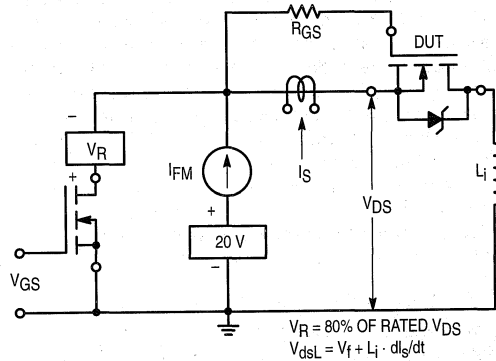 RGS
DUT
−
VR
+
IFM
IS
Li
+
VDS
20 V
−
VGS
VR = 80% OF RATED VDS
VdsL = Vf + Li · dIs/dt